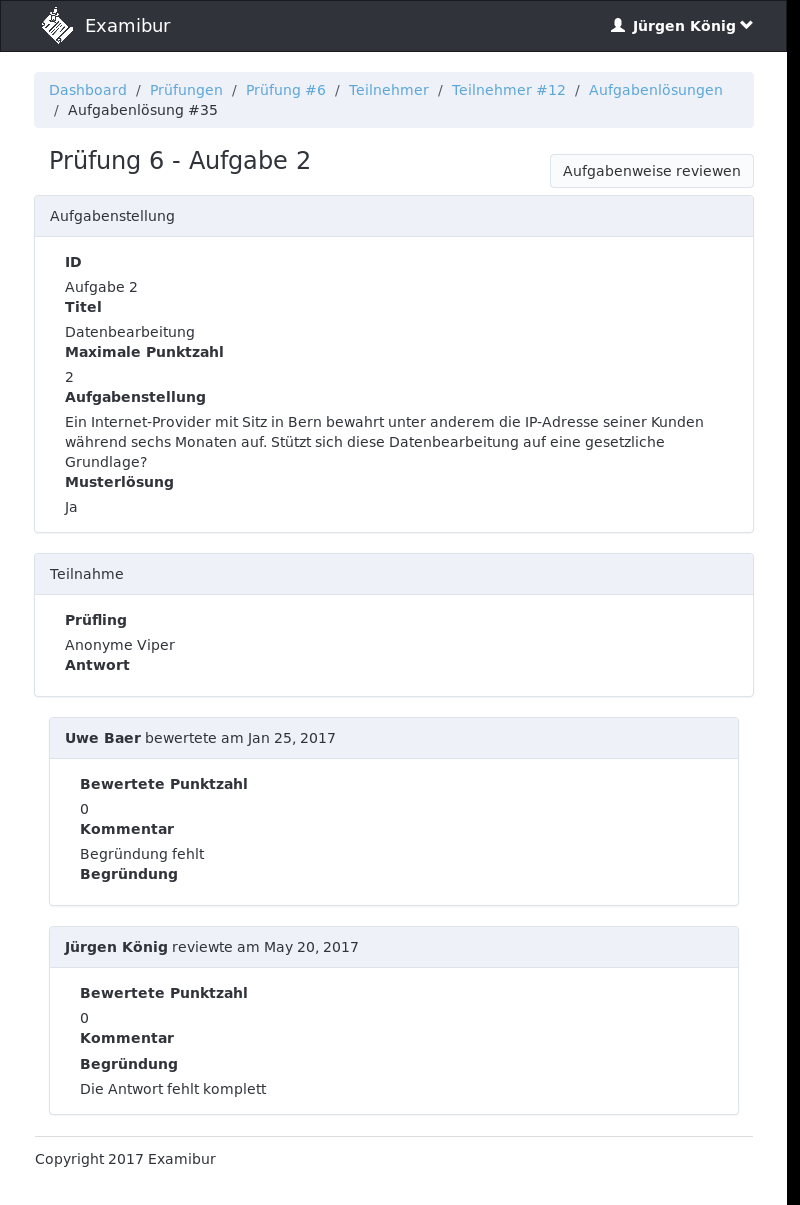 Examibur
Jürgen König
Dashboard / Prüfungen / Prüfung #6 / Teilnehmer / Teilnehmer #12 / Aufgabenlösungen
/ Aufgabenlösung #35
Prüfung 6 - Aufgabe 2
Aufgabenweise reviewen
Aufgabenstellung
ID
Aufgabe 2
Titel
Datenbearbeitung
Maximale Punktzahl
2
Aufgabenstellung
Ein Internet-Provider mit Sitz in Bern bewahrt unter anderem die IP-Adresse seiner Kunden
während sechs Monaten auf. Stützt sich diese Datenbearbeitung auf eine gesetzliche
Grundlage?
Musterlösung
Ja
Teilnahme
Prüfling
Anonyme Viper
Antwort
Uwe Baer bewertete am Jan 25, 2017
Bewertete Punktzahl
0
Kommentar
Begründung fehlt
Begründung
Jürgen König reviewte am May 20, 2017
Bewertete Punktzahl
0
Kommentar
Begründung
Die Antwort fehlt komplett
Copyright 2017 Examibur